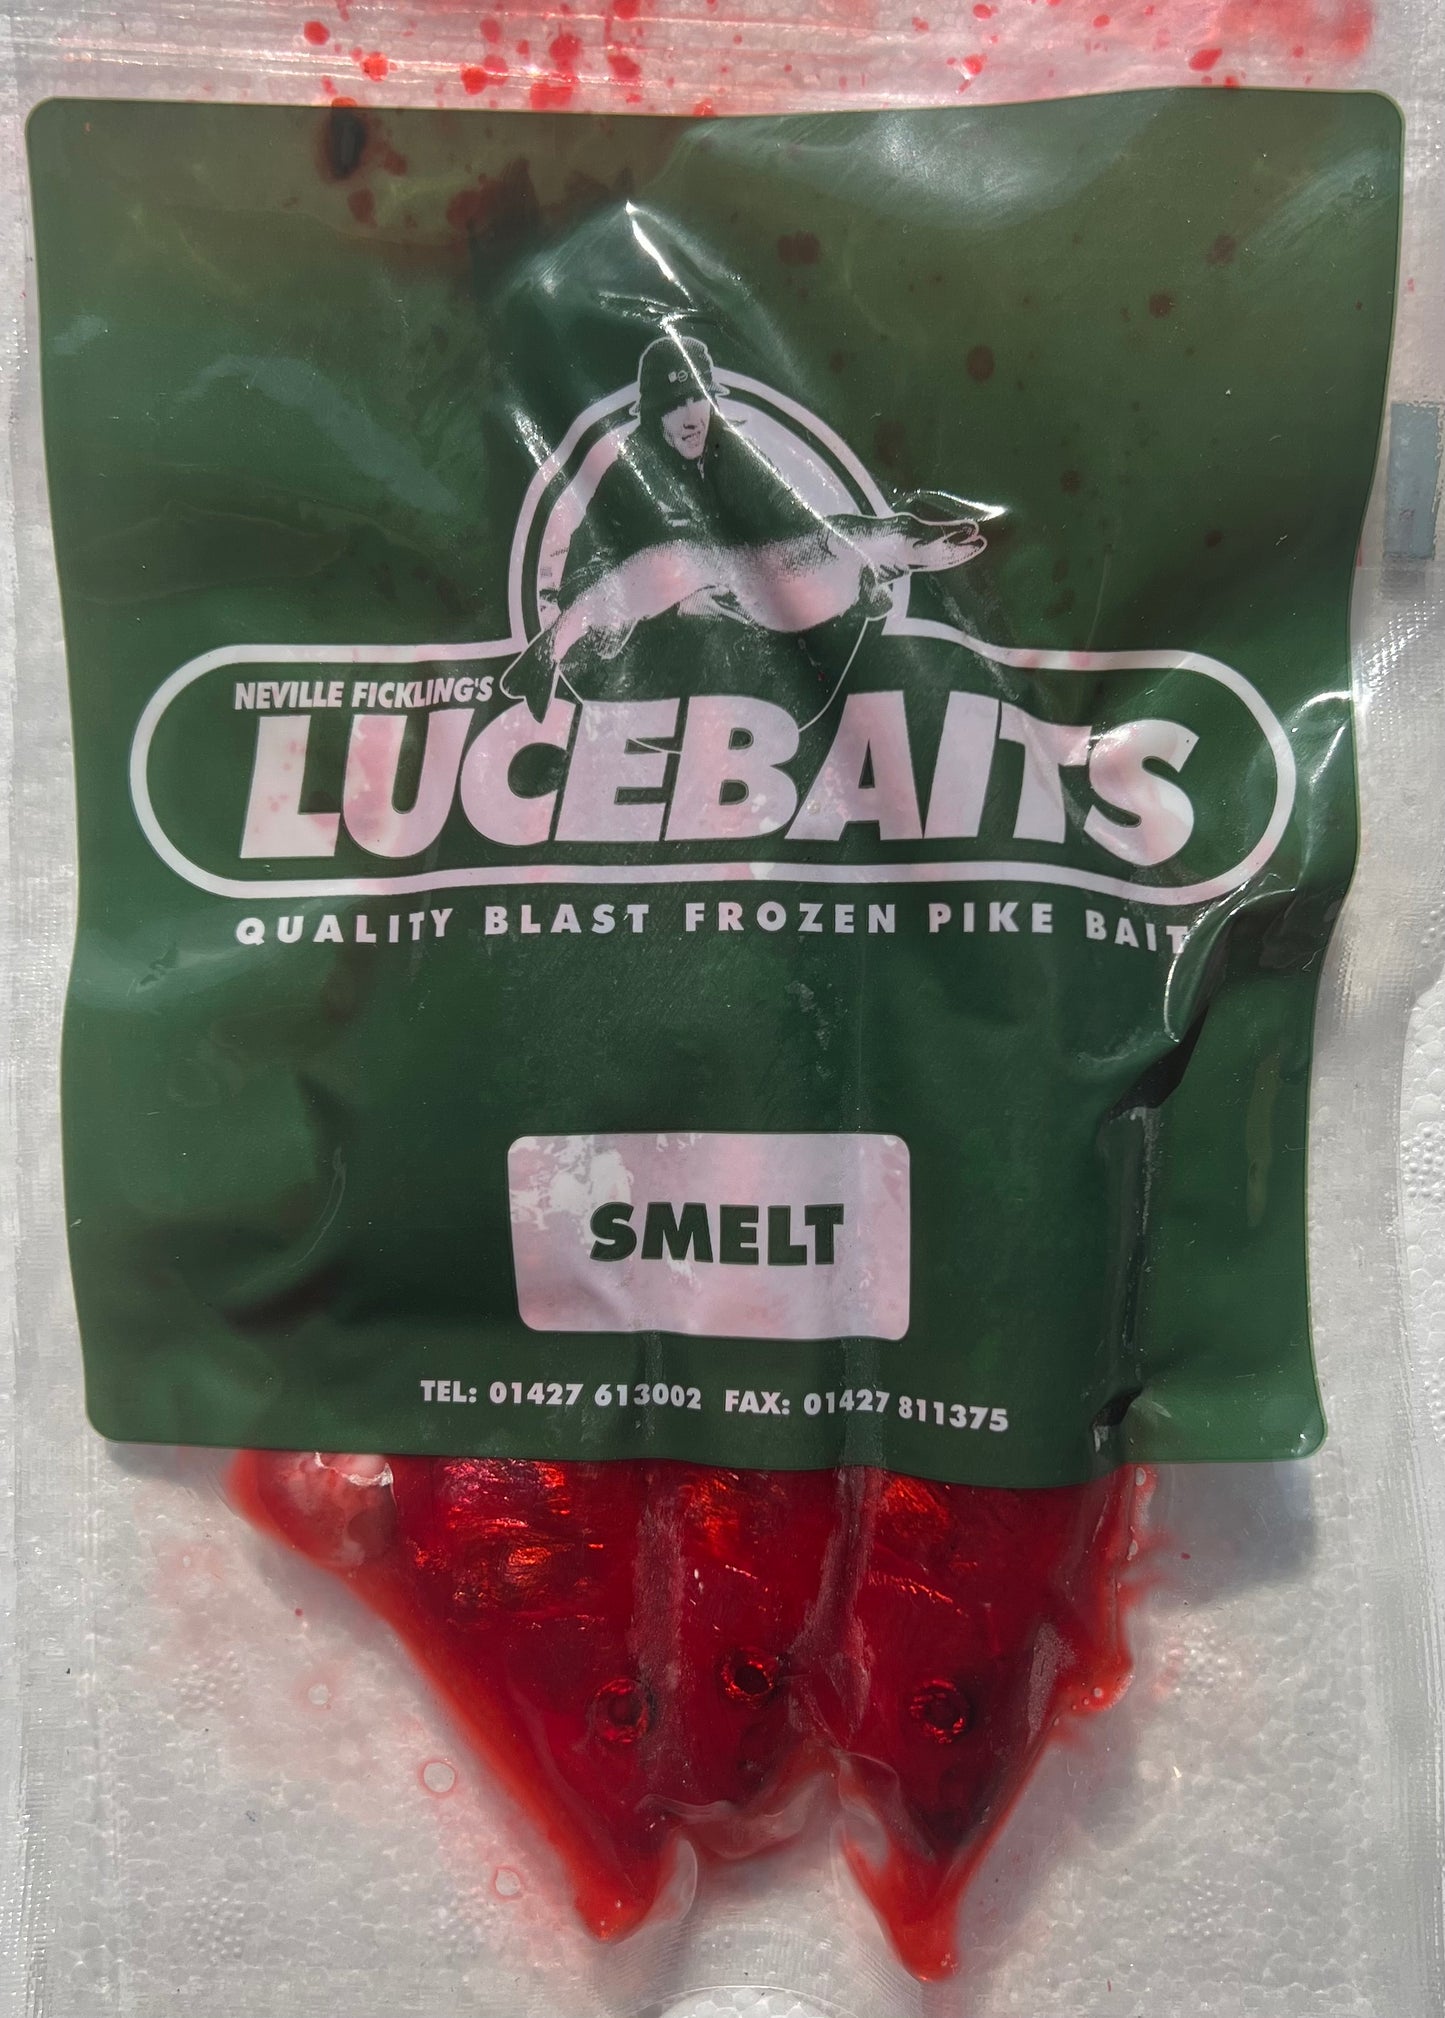 NEVILLE FICKLING'S
LUCEBAITS
QUALITY BLAST FROZEN PIKE BAIT
SMELT
TEL: 01427 613002 FAX: 01427 811375